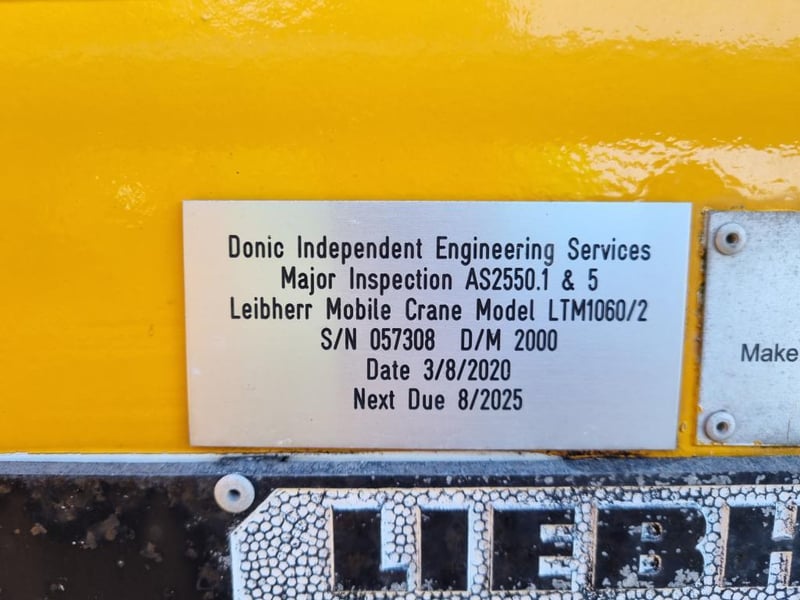 Donic Independent Engineering Services
Major Inspection AS2550.1 & 5
Leibherr Mobile Crane Model LTM1060/2
S/N 057308 D/M 2000
Date 3/8/2020
Next Due 8/2025
Make
LIEBH